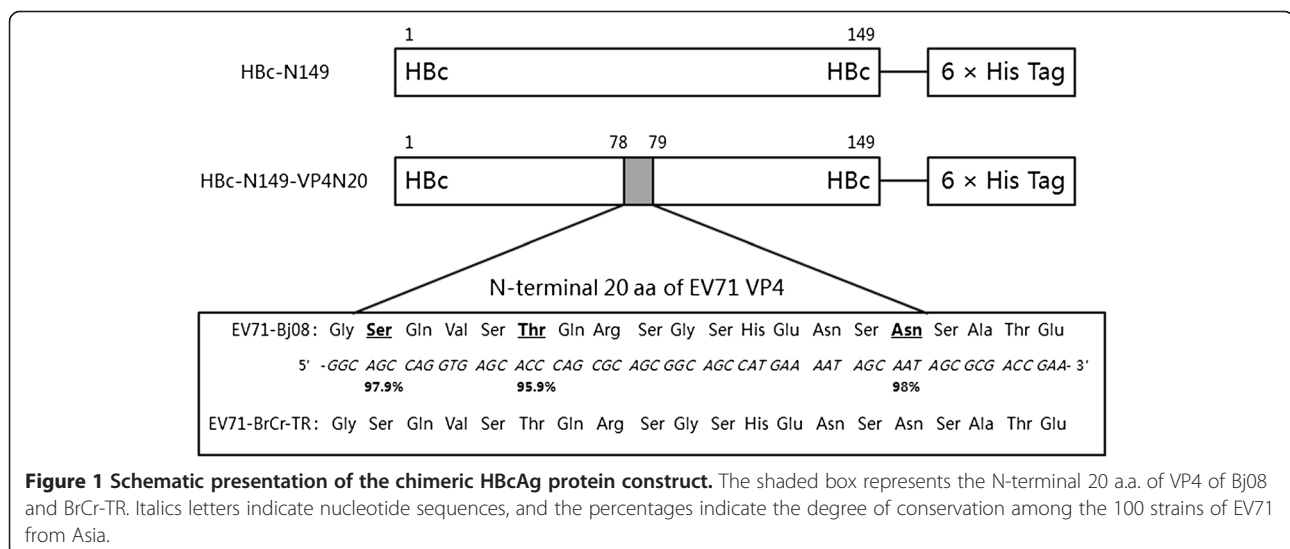 1 149
HBc-N149 HBc HBc 6 × His Tag
1 78 79 149
HBc-N149-VP4N20 HBc HBc 6 × His Tag
N-terminal 20 aa of EV71 VP4
EV71-Bj08: Gly Ser Gln Val Ser Thr Gln Arg Ser Gly Ser His Glu Asn Ser Asn Ser Ala Thr Glu
5' -GGC AGC CAG GTG AGC ACC CAG CGC AGC GGC AGC CAT GAA AAT AGC AAT AGC GCG ACC GAA- 3'
97.9% 95.9% 98%
EV71-BrCr-TR: Gly Ser Gln Val Ser Thr Gln Arg Ser Gly Ser His Glu Asn Ser Asn Ser Ala Thr Glu
Figure 1 Schematic presentation of the chimeric HBcAg protein construct. The shaded box represents the N-terminal 20 a.a. of VP4 of Bj08
and BrCr-TR. Italics letters indicate nucleotide sequences, and the percentages indicate the degree of conservation among the 100 strains of EV71
from Asia.